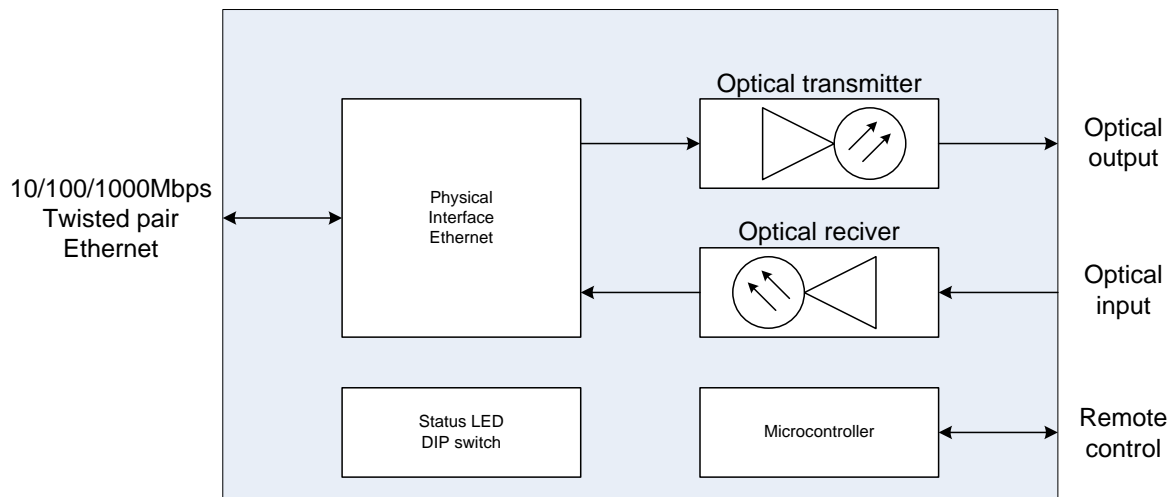 Optical transmitter
Optical
output
10/100/1000Mbps
Twisted pair
Ethernet
Physical
Interface
Ethernet
Optical reciver
Optical
input
Status LED
DIP switch
Microcontroller
Remote
control